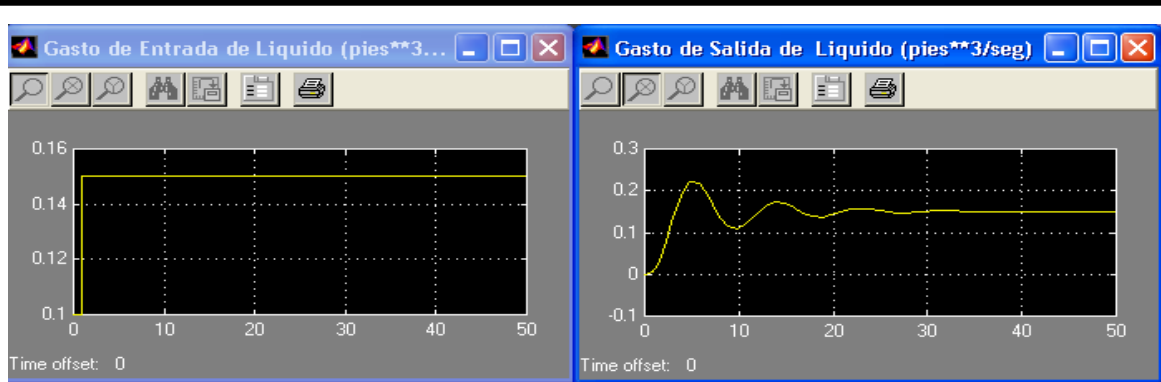 Gasto de Entrada de Liquido (pies**3...
0.16
0.14
0.12
0.1
0 10 20 30 40 50
Time offset: 0
Gasto de Salida de Liquido (pies**3/seg)
0.3
0.2
0.1
0
-0.1
0 10 20 30 40 50
Time offset: 0